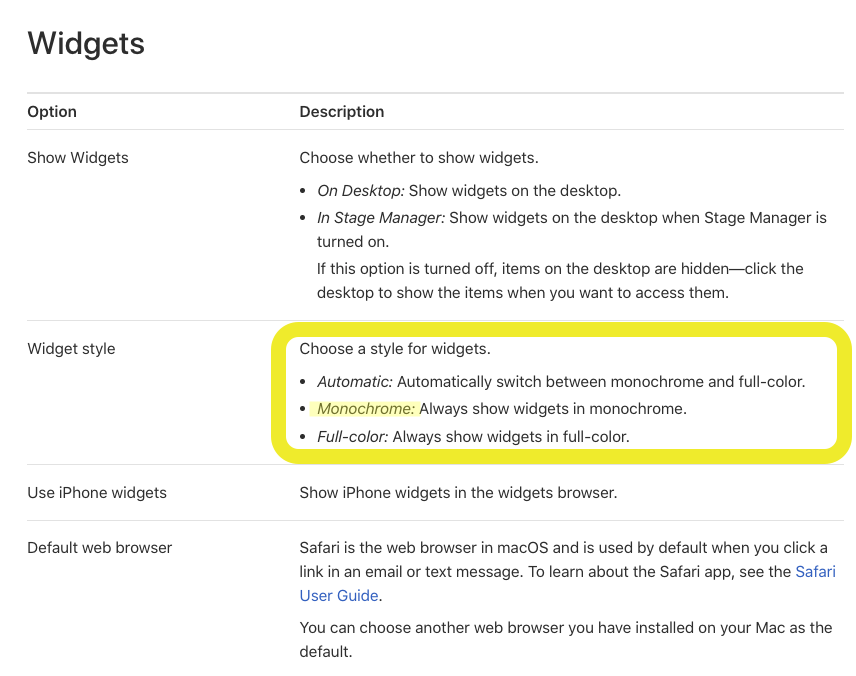 Widgets
Option
Description
Show Widgets
Choose whether to show widgets.
• On Desktop: Show widgets on the desktop.
• In Stage Manager: Show widgets on the desktop when Stage Manager is
turned on.
If this option is turned off, items on the desktop are hidden—click the
desktop to show the items when you want to access them.
Widget style
Choose a style for widgets.
• Automatic: Automatically switch between monochrome and full-color.
• Monochrome: Always show widgets in monochrome.
• Full-color: Always show widgets in full-color.
Use iPhone widgets
Show iPhone widgets in the widgets browser.
Default web browser
Safari is the web browser in macOS and is used by default when you click a
link in an email or text message. To learn about the Safari app, see the Safari
User Guide.
You can choose another web browser you have installed on your Mac as the
default.